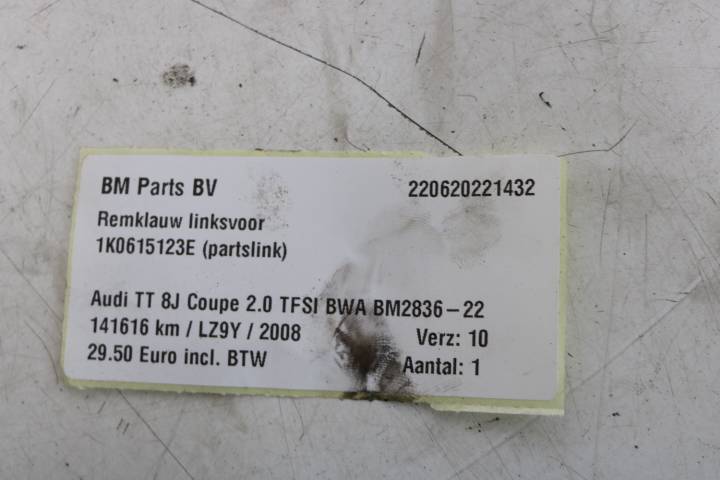 BM Parts BV 220620221432
Remklauw linksvoor
1K0615123E (partslink)
Audi TT 8J Coupe 2.0 TFSI BWA BM2836-22
141616 km / LZ9Y / 2008 Verz: 10
29.50 Euro incl. BTW Aantal: 1